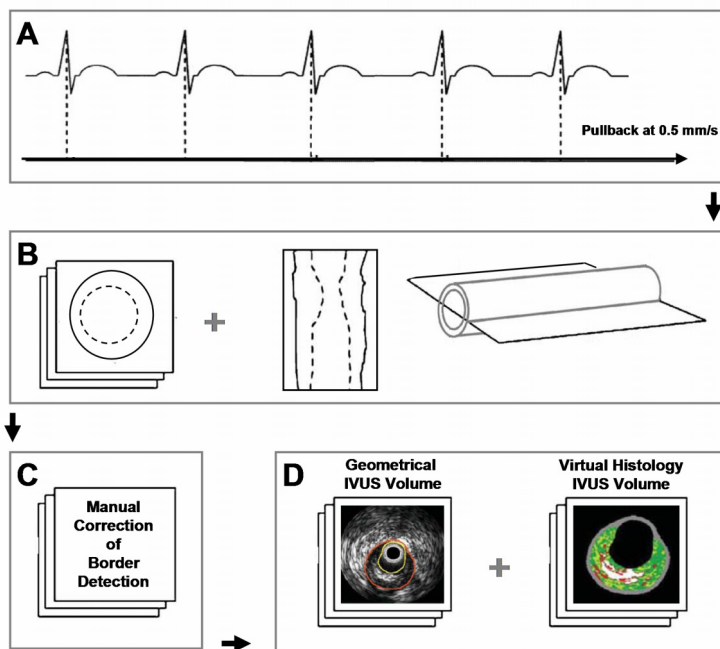 A
Pullback at 0.5 mm/s
B
C
Manual
Correction
of
Border
Detection
D
Geometrical
IVUS Volume
Virtual Histology
IVUS Volume